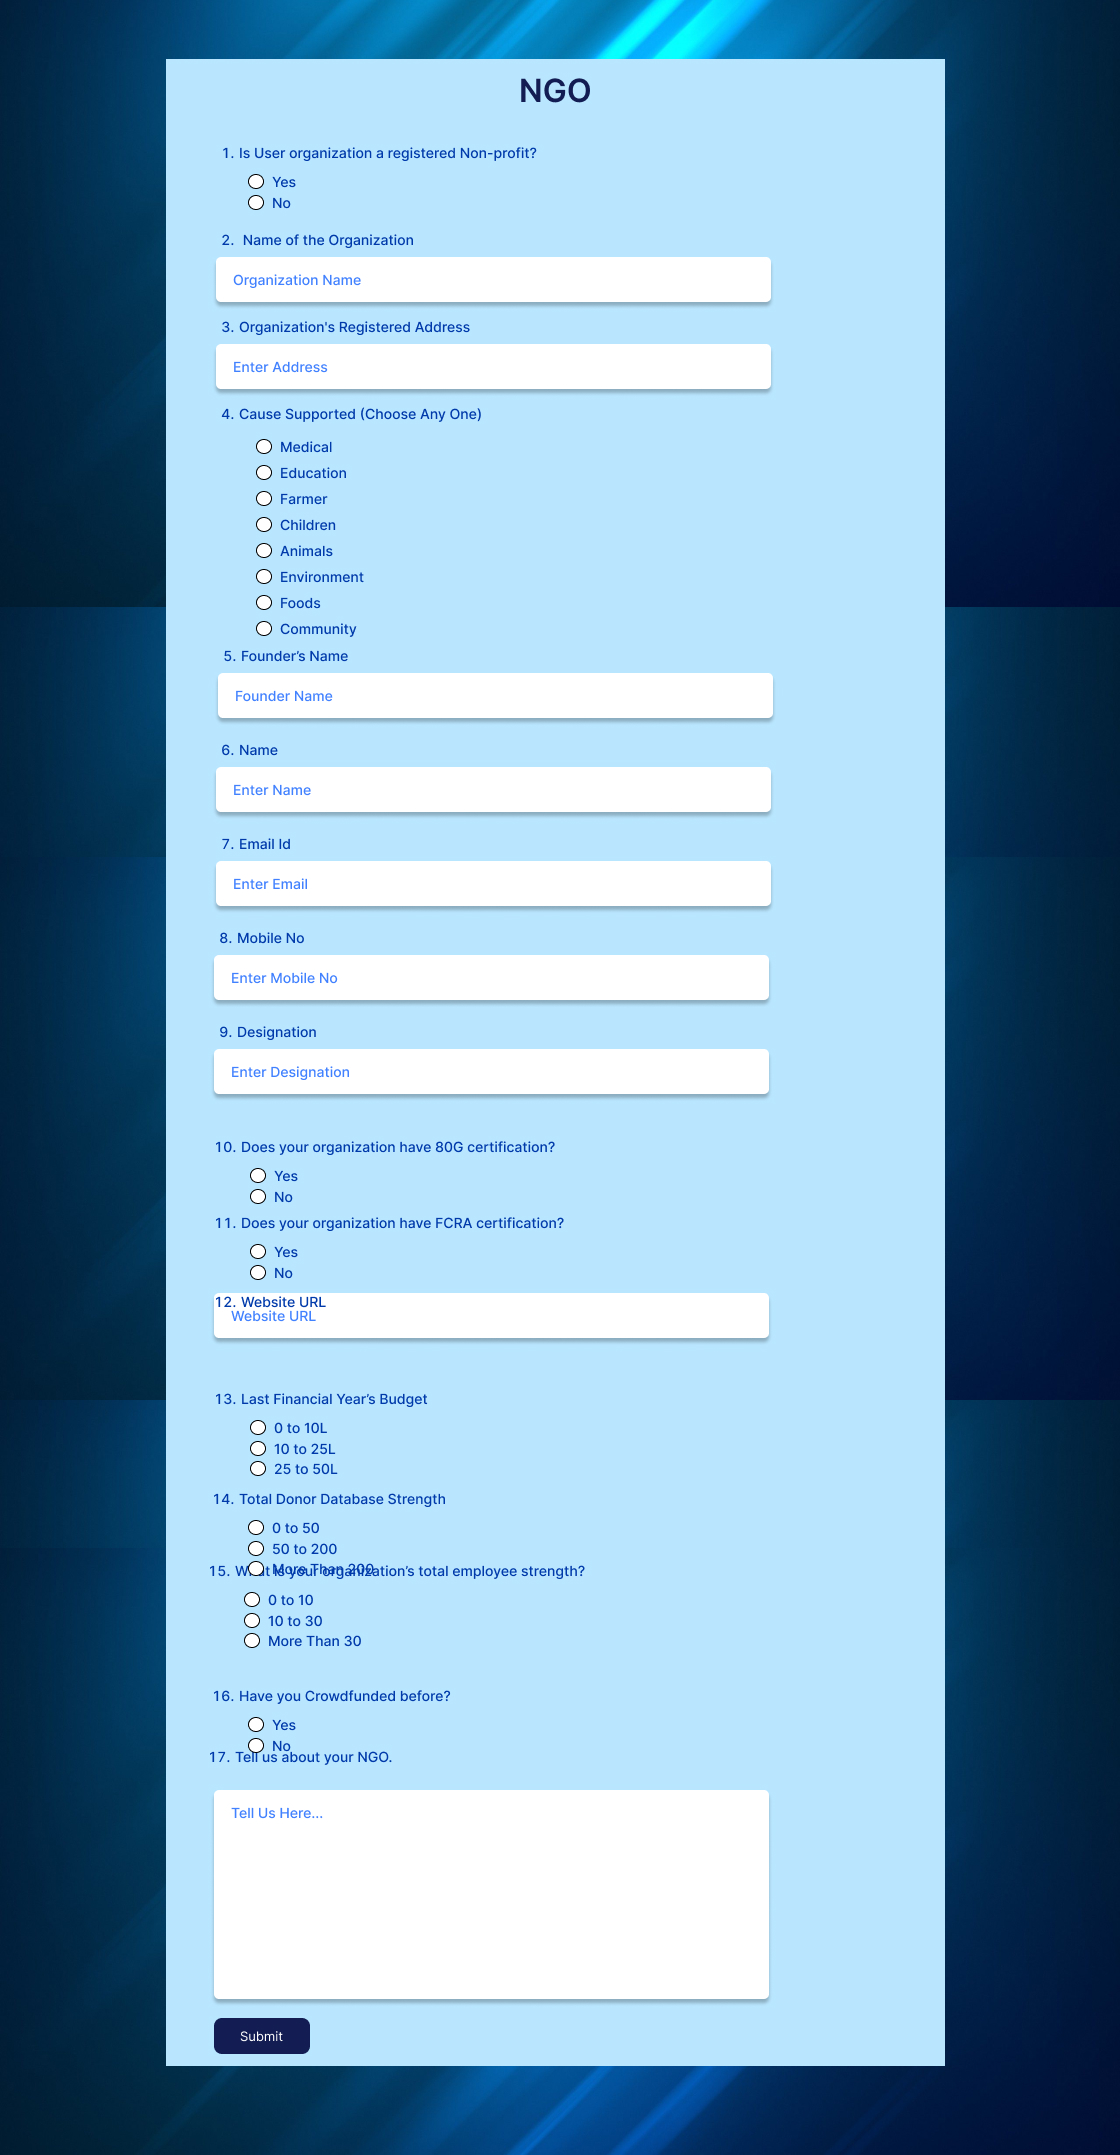 NGO
1. Is User organization a registered Non-profit?
Yes
No
2. Name of the Organization
Organization Name
3. Organization's Registered Address
Enter Address
4. Cause Supported (Choose Any One)
Medical
Education
Farmer
Children
Animals
Environment
Foods
Community
5. Founder’s Name
Founder Name
6. Name
Enter Name
7. Email Id
Enter Email
8. Mobile No
Enter Mobile No
9. Designation
Enter Designation
10. Does your organization have 80G certification?
Yes
No
11. Does your organization have FCRA certification?
Yes
No
12. Website URL
Website URL
13. Last Financial Year’s Budget
0 to 10L
10 to 25L
25 to 50L
14. Total Donor Database Strength
0 to 50
50 to 200
More Than 200
15. What is your organization’s total employee strength?
0 to 10
10 to 30
More Than 30
16. Have you Crowdfunded before?
Yes
No
17. Tell us about your NGO.
Tell Us Here...
Submit